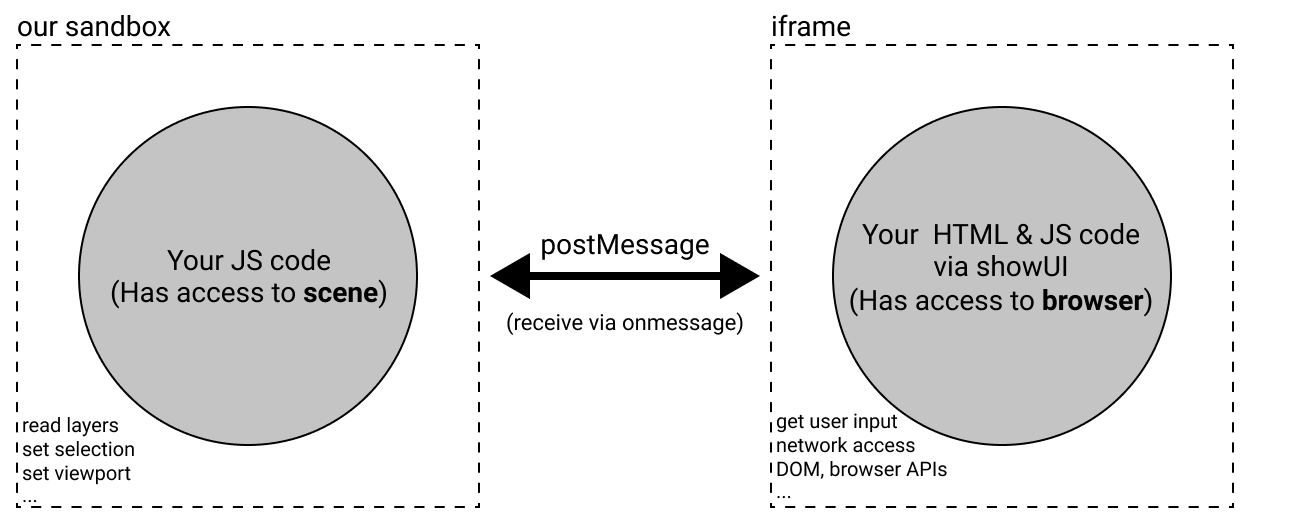 our sandbox
Your JS code
(Has access to scene)
read layers
set selection
set viewport
...
postMessage
(receive via onmessage)
iframe
Your HTML & JS code
via showUI
(Has access to browser)
get user input
network access
DOM, browser APIs
...